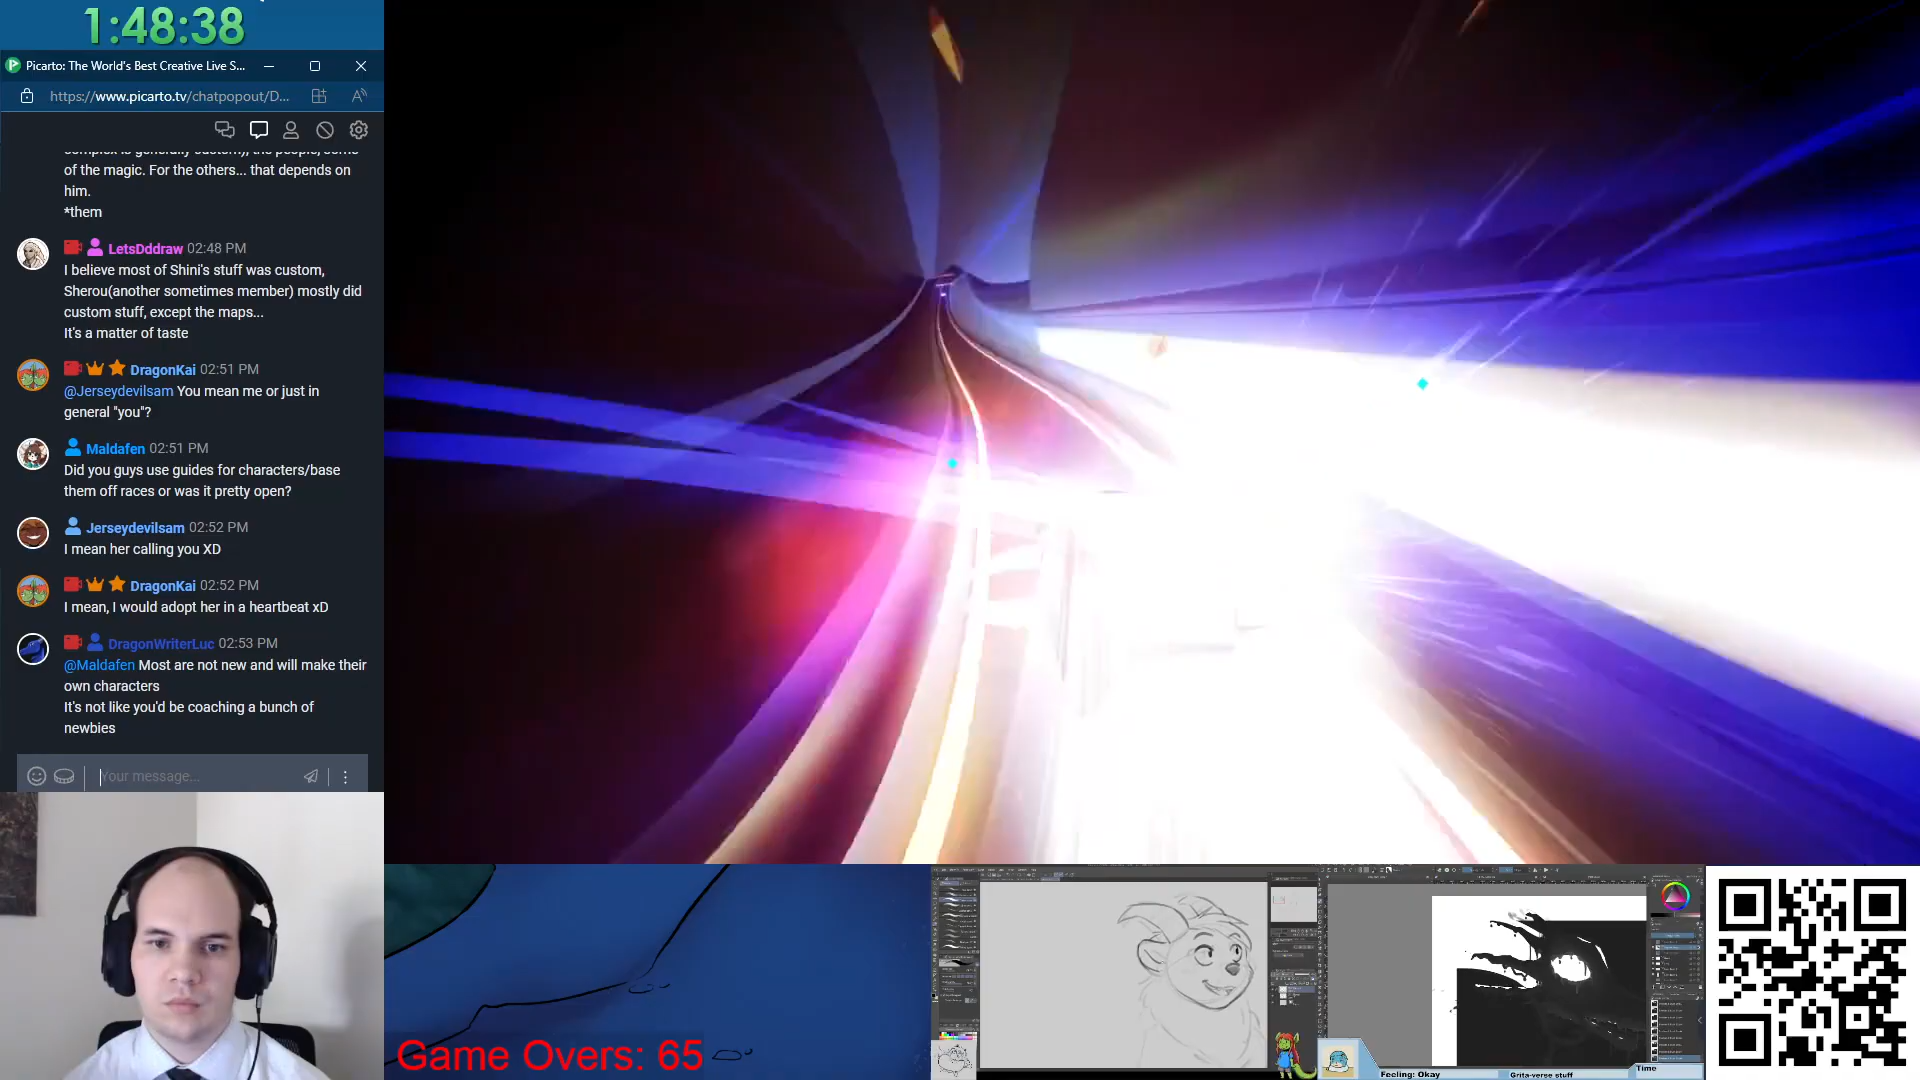 1:48:38
Picarto: The World's Best Creative Live S...
https://www.picarto.tv/chatpopout/D...
of the magic. For the others... that depends on
him.
*them
LetsDddraw 02:48 PM
I believe most of Shini's stuff was custom,
Sherou(another sometimes member) mostly did
custom stuff, except the maps...
It's a matter of taste
DragonKai 02:51 PM
@Jerseydevilsam You mean me or just in
general "you"?
Maldafen 02:51 PM
Did you guys use guides for characters/base
them off races or was it pretty open?
Jerseydevilsam 02:52 PM
I mean her calling you XD
DragonKai 02:52 PM
I mean, I would adopt her in a heartbeat xD
DragonWriterLuc 02:53 PM
@Maldafen Most are not new and will make their
own characters
It's not like you'd be coaching a bunch of
newbies
Your message...
Game Overs: 65
Feeling: Okay
Grita-verse stuff
Time